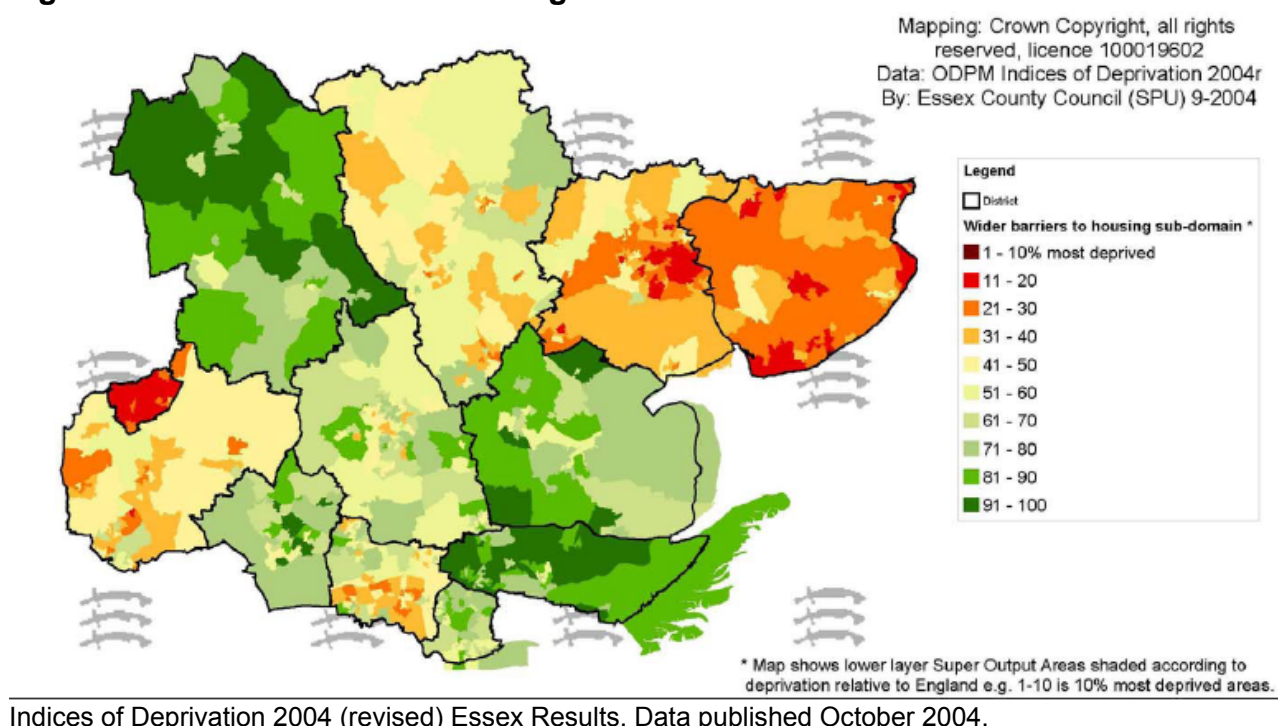 Mapping: Crown Copyright, all rights
reserved, licence 100019602
Data: ODPM Indices of Deprivation 2004r
By: Essex County Council (SPU) 9-2004
Legend
District
Wider barriers to housing sub-domain *
1 - 10% most deprived
11 - 20
21 - 30
31 - 40
41 - 50
51 - 60
61 - 70
71 - 80
81 - 90
91 - 100
* Map shows lower layer Super Output Areas shaded according to
deprivation relative to England e.g. 1-10 is 10% most deprived areas.
Indices of Deprivation 2004 (revised) Essex Results. Data published October 2004.